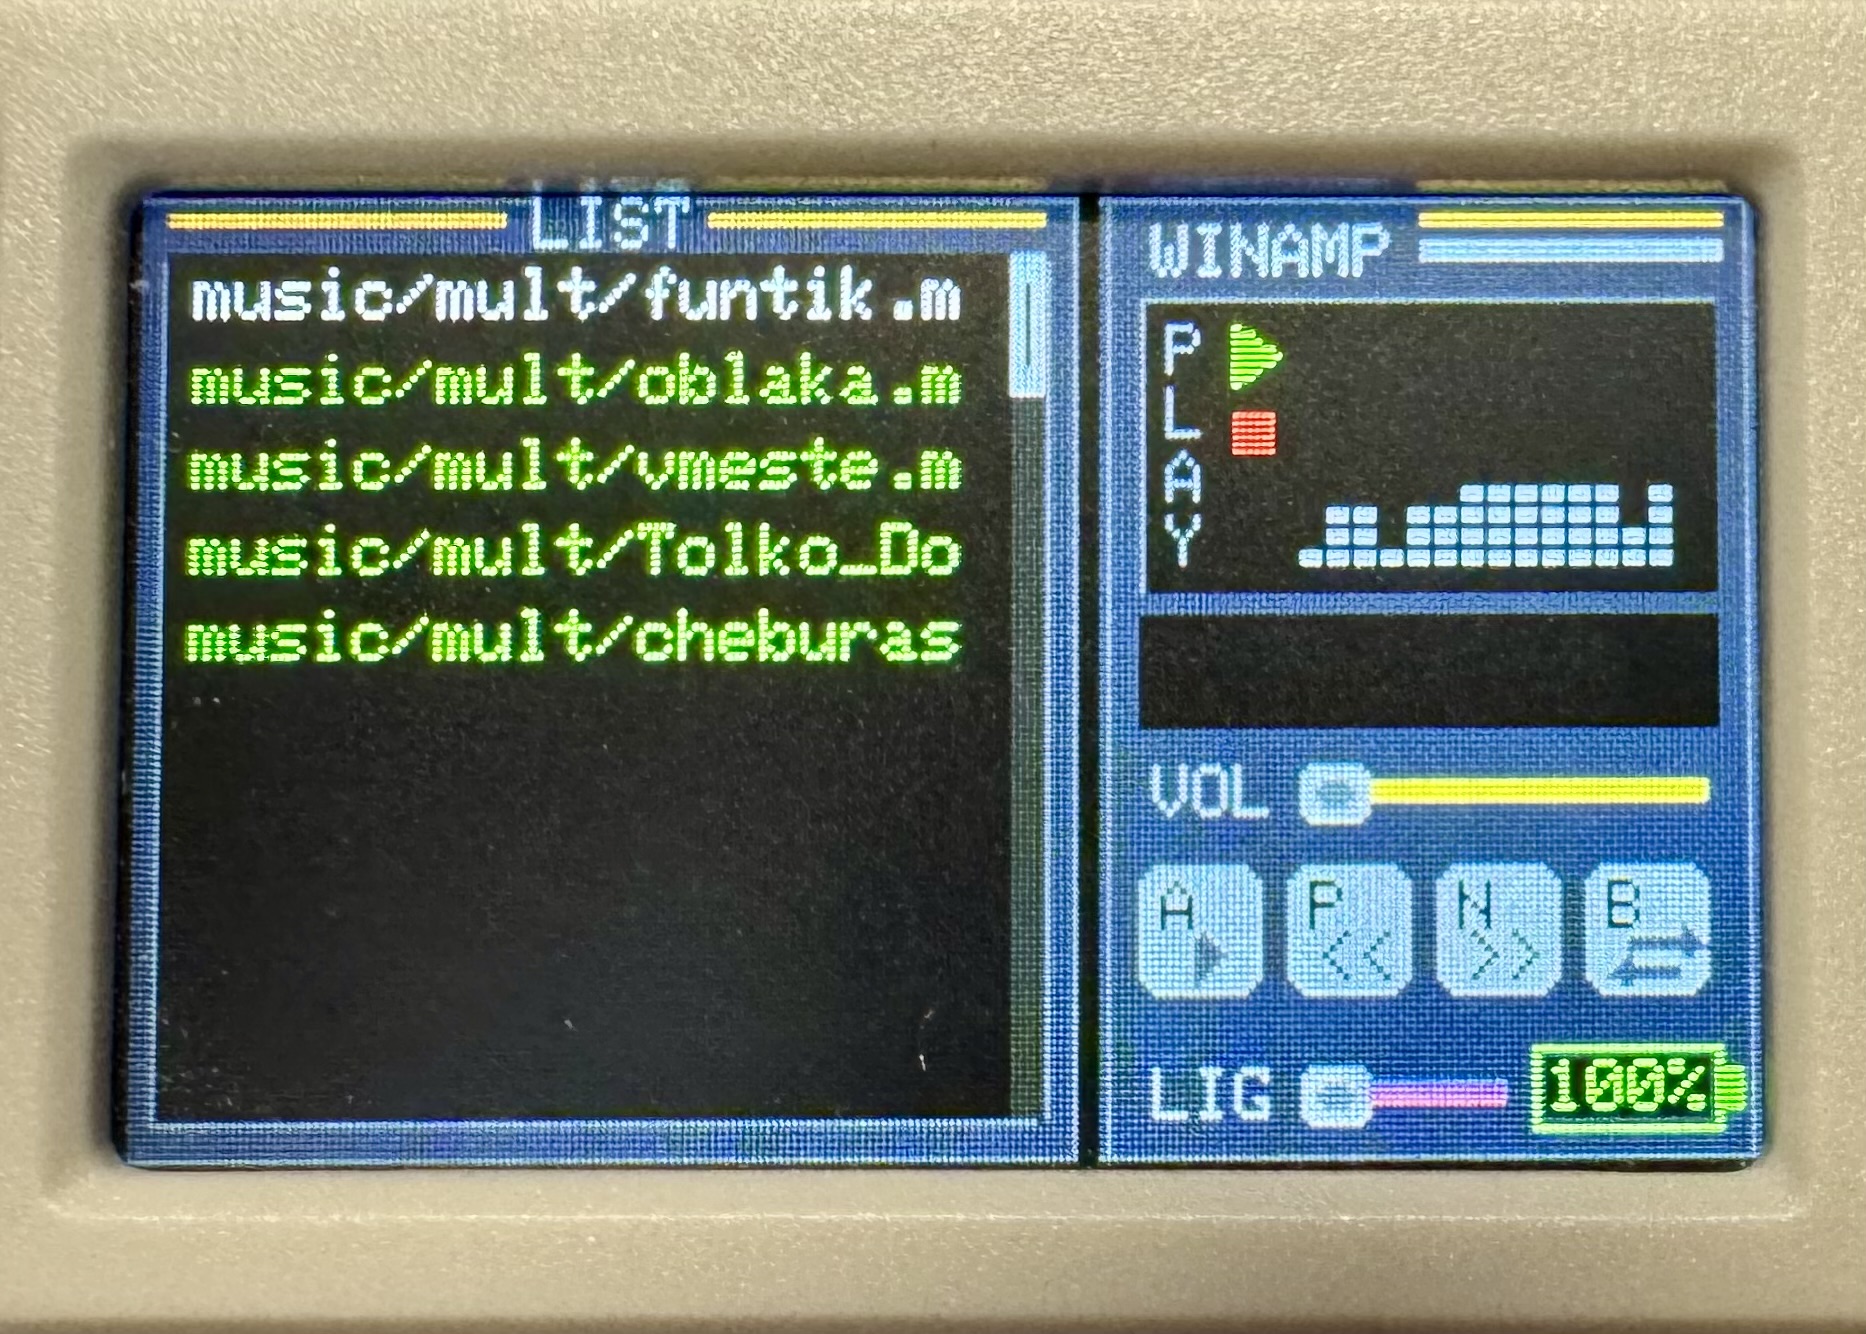 LIST
music/mult/funtik.m
music/mult/oblaka.m
music/mult/vmeste.m
music/mult/Tolko_Do
music/mult/cheburas
WINAMP
PLAY
VOL
A P N B
<< >>
LIG 100%